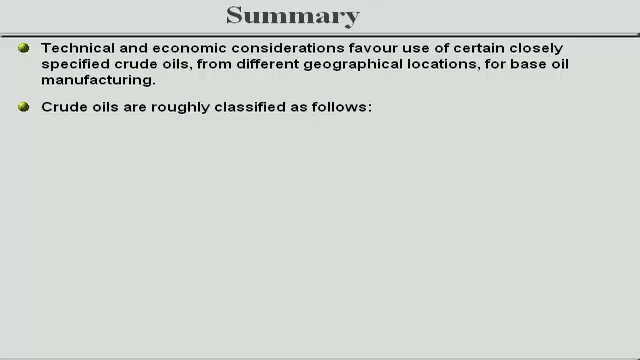 Summary
Technical and economic considerations favour use of certain closely
specified crude oils, from different geographical locations, for base oil
manufacturing.
Crude oils are roughly classified as follows: